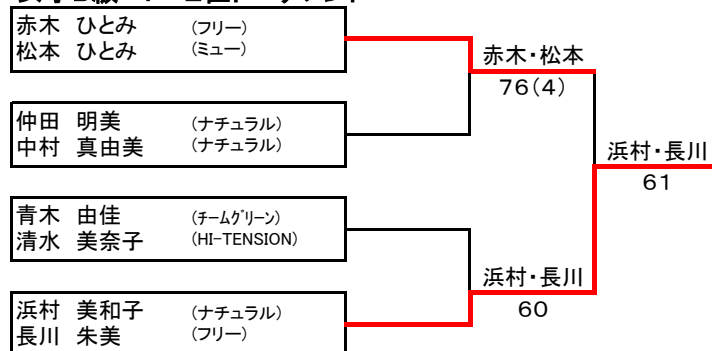 赤木 ひとみ (フリー)
松本 ひとみ (ミュー)
赤木・松本
76(4)
仲田 明美 (ナチュラル)
中村 真由美 (ナチュラル)
浜村・長川
61
青木 由佳 (チームグリーン)
清水 美奈子 (HI-TENSION)
浜村・長川
60
浜村 美和子 (ナチュラル)
長川 朱美 (フリー)